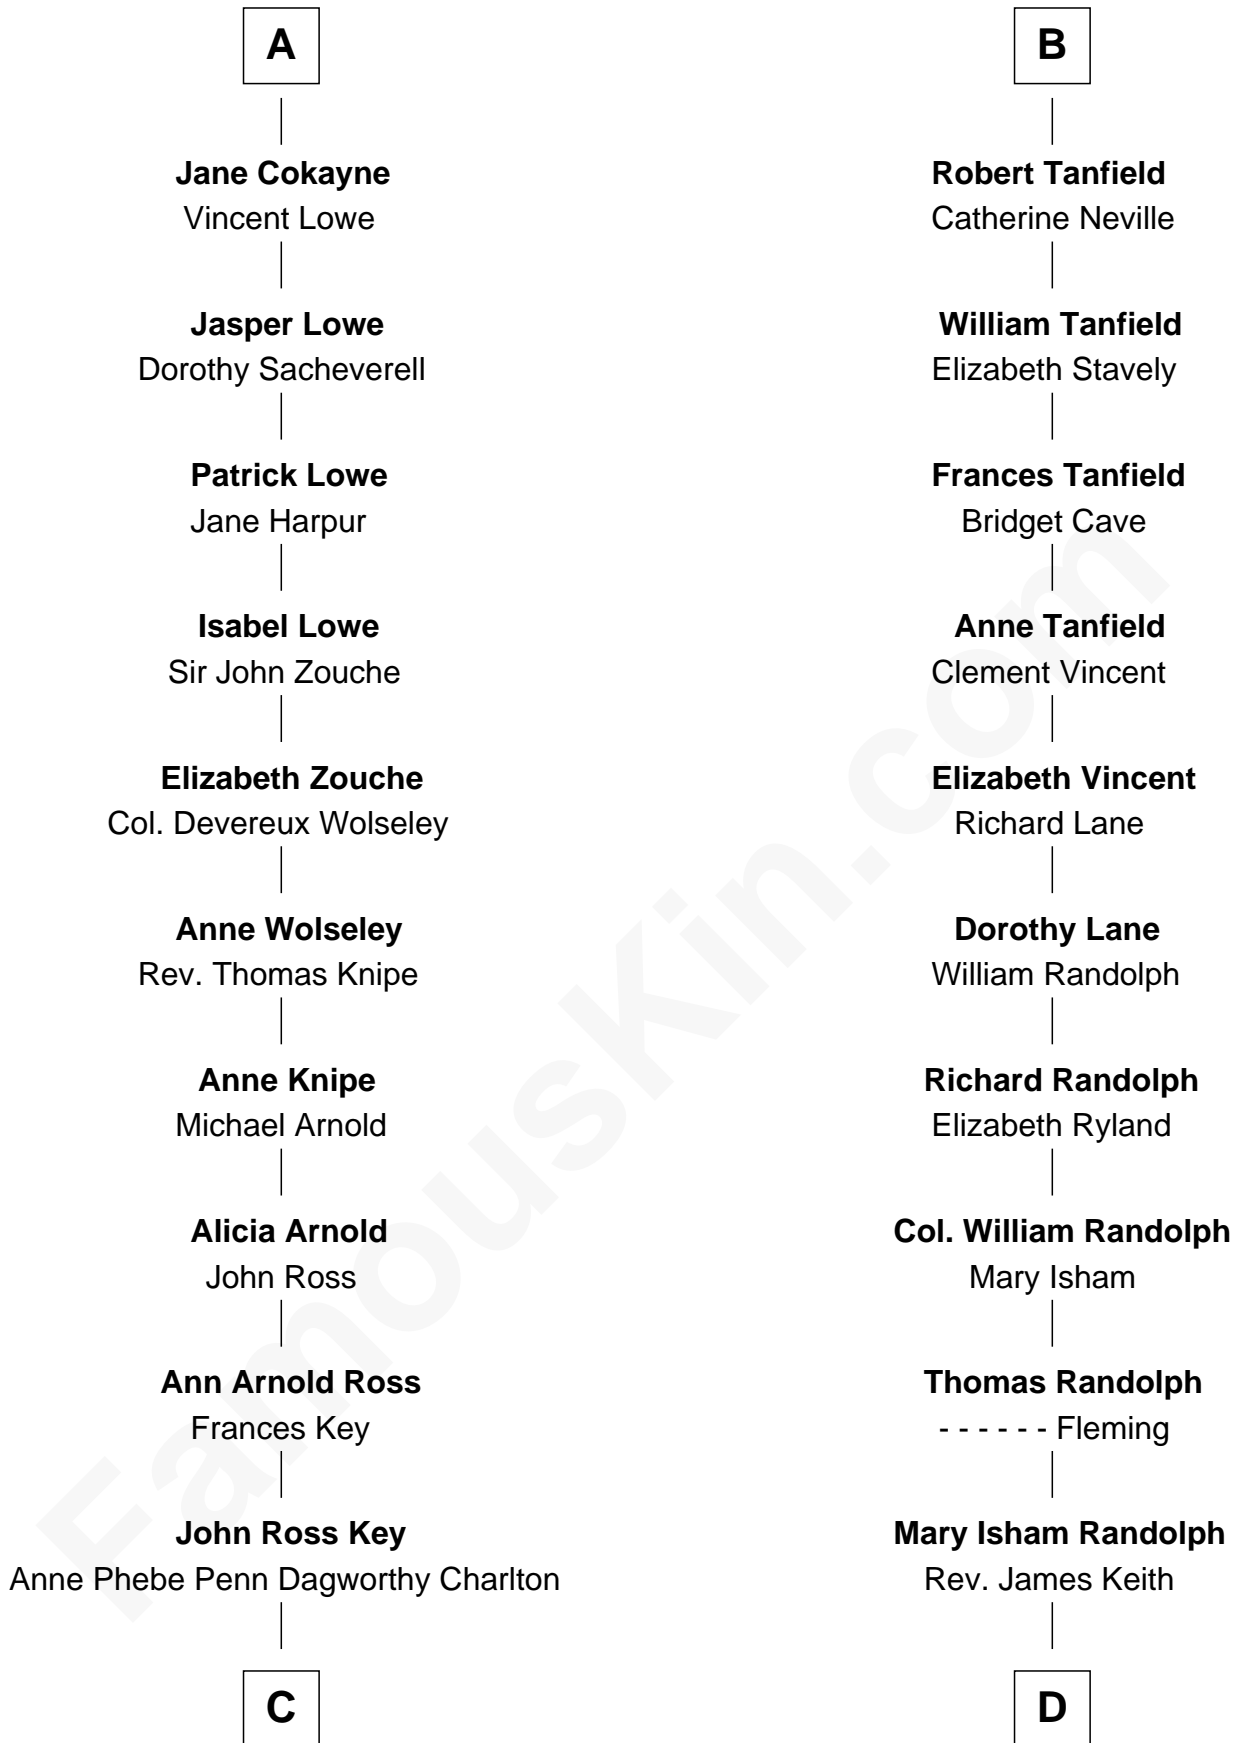 A
Jane Cokayne
Vincent Lowe
Jasper Lowe
Dorothy Sacheverell
Patrick Lowe
Jane Harpur
Isabel Lowe
Sir John Zouche
Elizabeth Zouche
Col. Devereux Wolseley
Anne Wolseley
Rev. Thomas Knipe
Anne Knipe
Michael Arnold
Alicia Arnold
John Ross
Ann Arnold Ross
Frances Key
John Ross Key
Anne Phebe Penn Dagworthy Charlton
C
B
Robert Tanfield
Catherine Neville
William Tanfield
Elizabeth Stavely
Frances Tanfield
Bridget Cave
Anne Tanfield
Clement Vincent
Elizabeth Vincent
Richard Lane
Dorothy Lane
William Randolph
Richard Randolph
Elizabeth Ryland
Col. William Randolph
Mary Isham
Thomas Randolph
- - - - - - Fleming
Mary Isham Randolph
Rev. James Keith
D
FamousKin.com